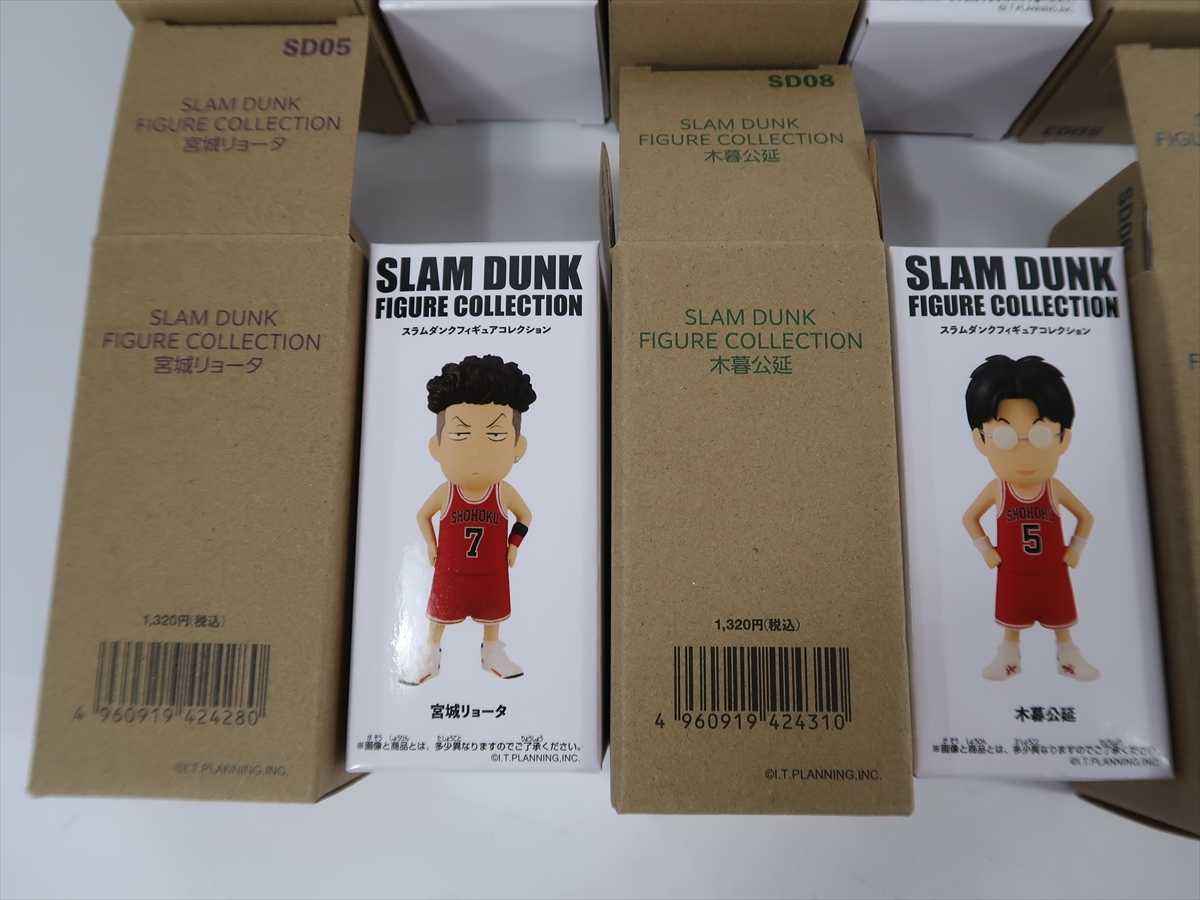 ©I.T.PLANNING,INC.
SD05
SLAM DUNK
FIGURE COLLECTION
宮城リョータ
SLAM DUNK
FIGURE COLLECTION
宮城リョータ
1,320円(税込)
4 960919 424280
©I.T.PLANNING,INC.
SLAM DUNK
FIGURE COLLECTION
スラムダンクフィギュアコレクション
SHOHOKU
7
宮城リョータ
※画像と商品とは、多少異なりますのでご了承ください。
©I.T.PLANNING,INC.
SD08
SLAM DUNK
FIGURE COLLECTION
木暮公延
SLAM DUNK
FIGURE COLLECTION
木暮公延
1,320円(税込)
4 960919 424310
©I.T.PLANNING,INC.
SLAM DUNK
FIGURE COLLECTION
スラムダンクフィギュアコレクション
SHOHOKU
5
木暮公延
※画像と商品とは、多少異なりますのでご了承ください。
©I.T.PLANNING,INC.
SD03